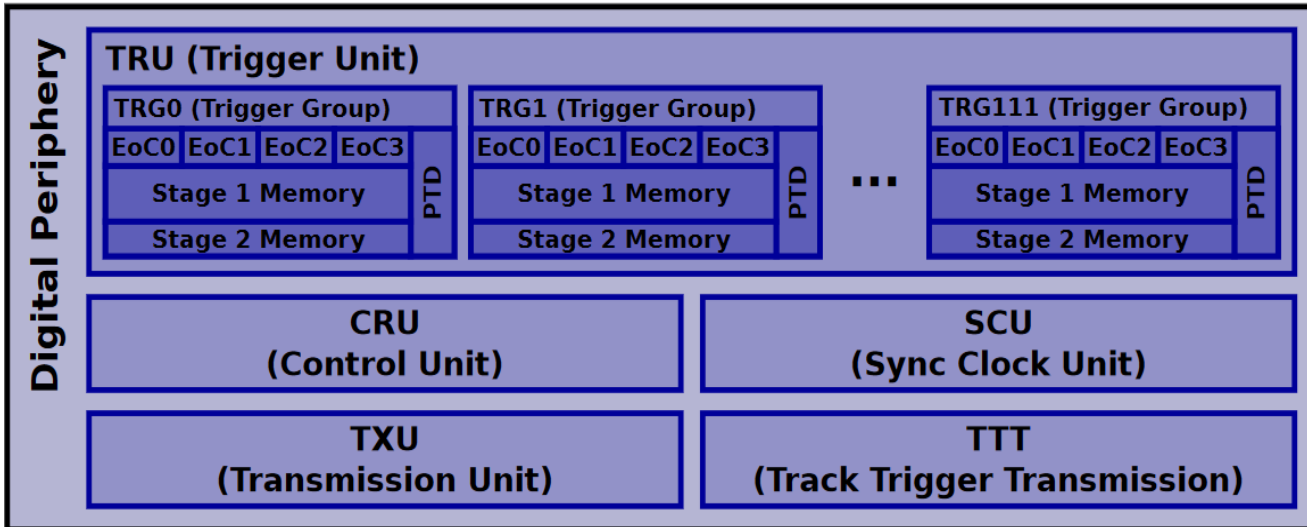 Digital Periphery
TRU (Trigger Unit)
TRG0 (Trigger Group)
EoC0 EoC1 EoC2 EoC3
PTD
Stage 1 Memory
Stage 2 Memory
TRG1 (Trigger Group)
EoC0 EoC1 EoC2 EoC3
PTD
Stage 1 Memory
Stage 2 Memory
...
TRG111 (Trigger Group)
EoC0 EoC1 EoC2 EoC3
PTD
Stage 1 Memory
Stage 2 Memory
CRU
(Control Unit)
SCU
(Sync Clock Unit)
TXU
(Transmission Unit)
TTT
(Track Trigger Transmission)